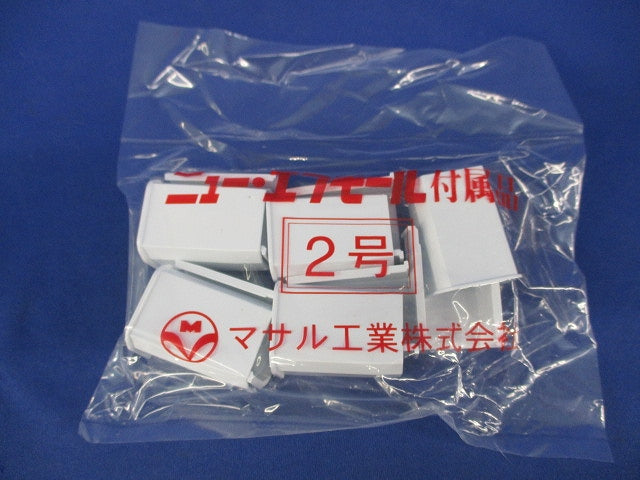 ニュー・エフモール付属品
2号
M マサル工業株式会社